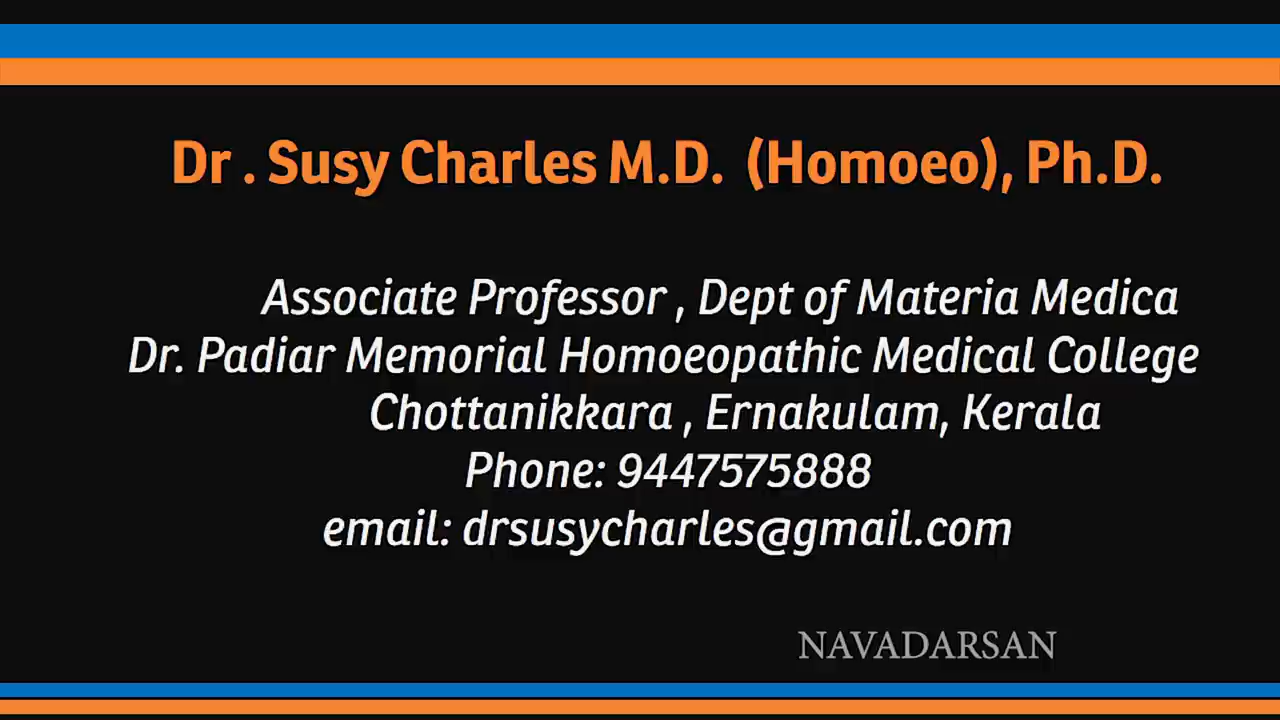 Dr . Susy Charles M.D. (Homoeo), Ph.D.
Associate Professor , Dept of Materia Medica
Dr. Padiar Memorial Homoeopathic Medical College
Chottanikkara , Ernakulam, Kerala
Phone: 9447575888
email: drsusycharles@gmail.com
NAVADARSAN